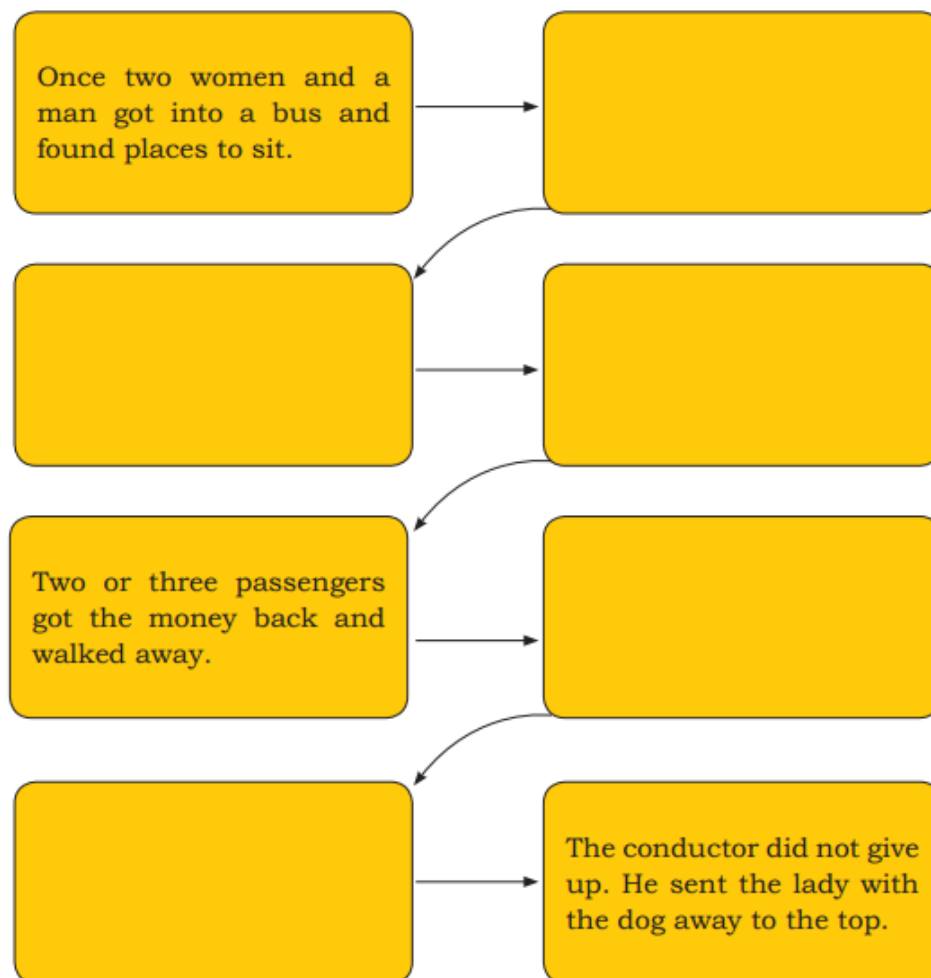 Once two women and a
man got into a bus and
found places to sit.
Two or three passengers
got the money back and
walked away.
The conductor did not give
up. He sent the lady with
the dog away to the top.